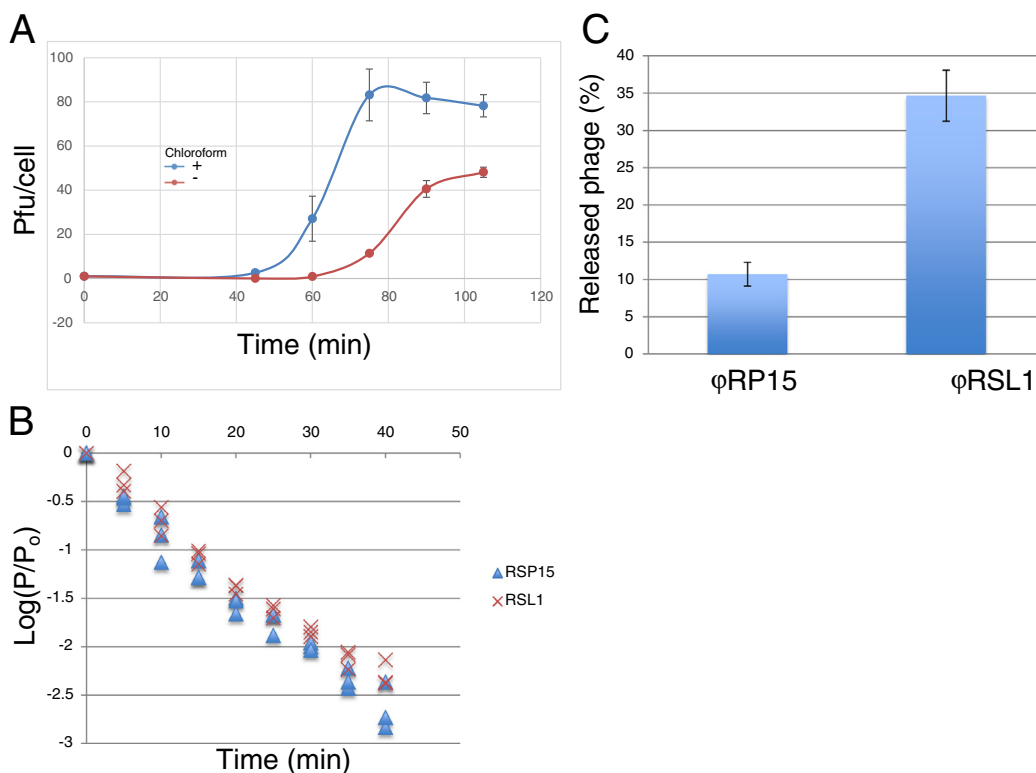 A
100
80
60
40
20
0
-20
Pfu/cell
Chloroform
+
-
0 20 40 60 80 100 120
Time (min)
B
0 10 20 30 40 50
0
-0.5
-1
-1.5
-2
-2.5
-3
Log(P/Po)
RSP15
RSL1
Time (min)
C
40
35
30
25
20
15
10
5
0
Released phage (%)
φRP15 φRSL1